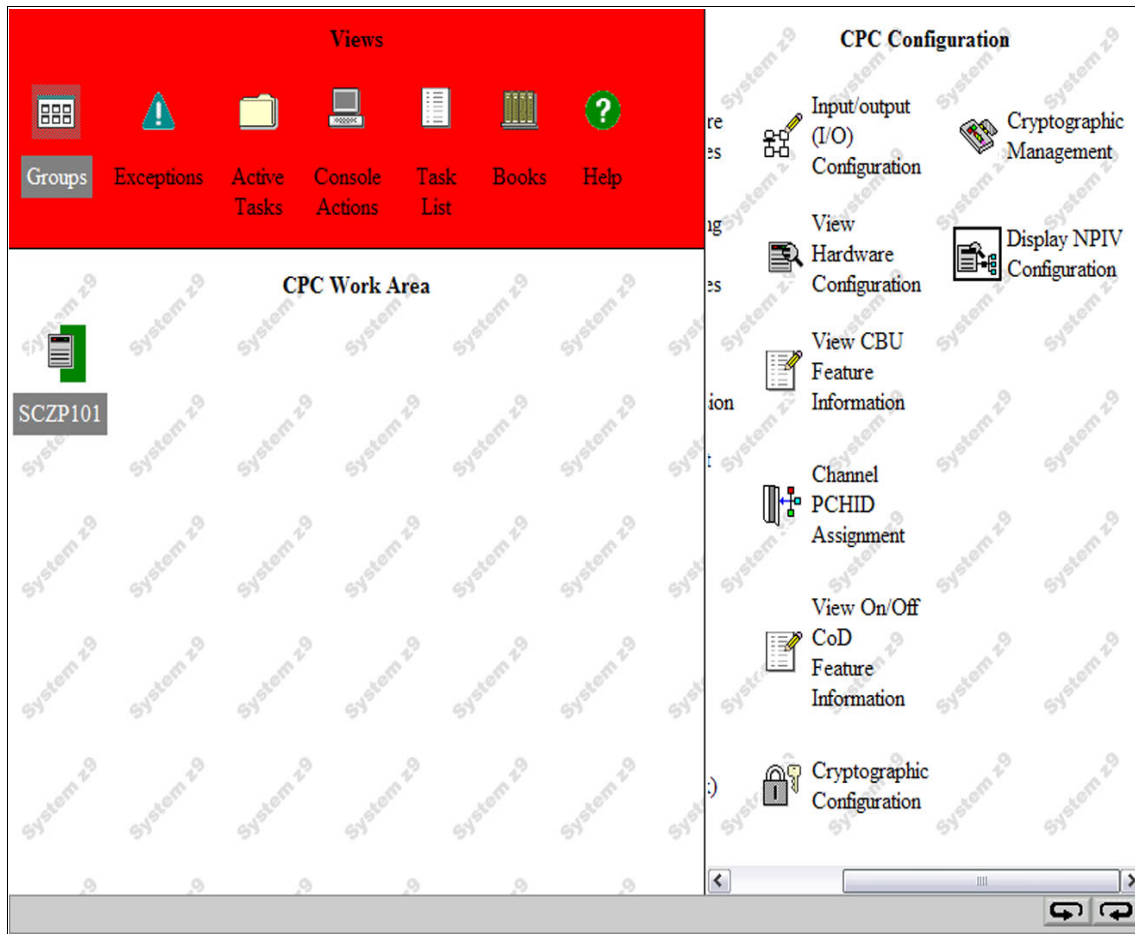 Views
Groups
Exceptions
Active
Tasks
Console
Actions
Task
List
Books
Help
CPC Work Area
SCZP101
CPC Configuration
Input/output
(I/O)
Configuration
Cryptographic
Management
View
Hardware
Configuration
Display NPIV
Configuration
View CBU
Feature
Information
Channel
PCHID
Assignment
View On/Off
CoD
Feature
Information
Cryptographic
Configuration
System z9